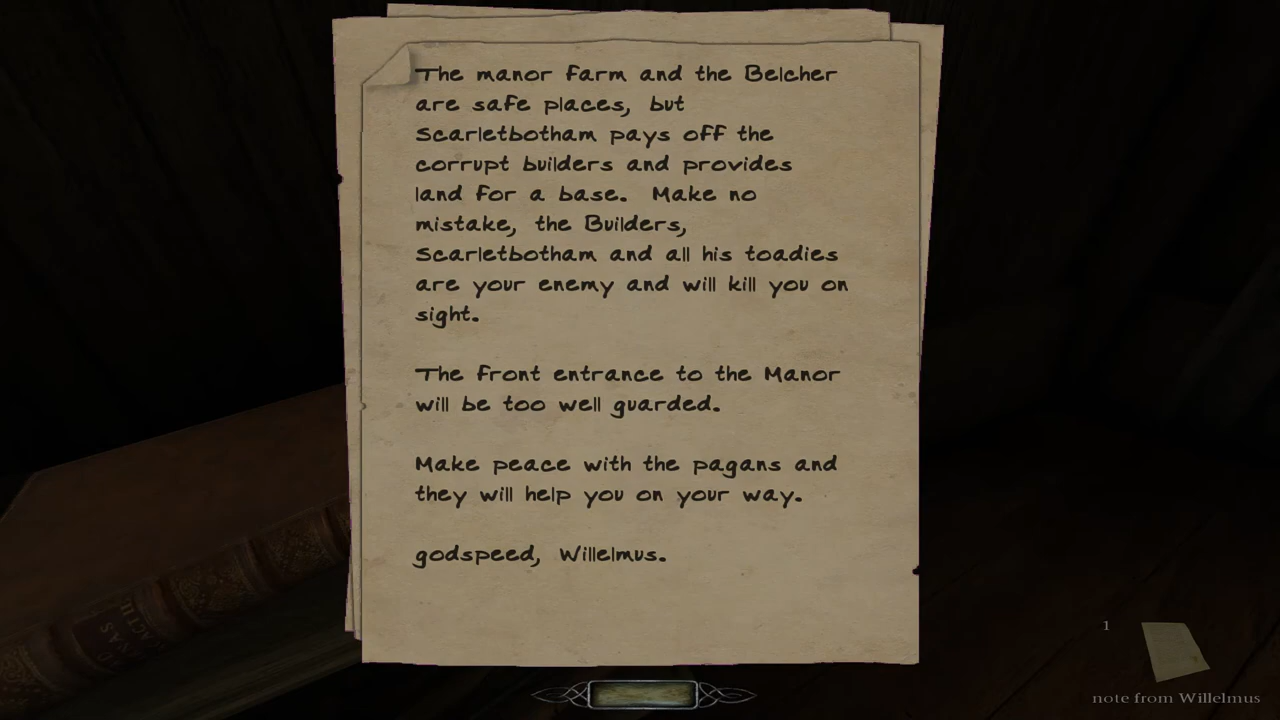 The manor farm and the Belcher
are safe places, but
Scarletbotham pays off the
corrupt builders and provides
land for a base. Make no
mistake, the Builders,
Scarletbotham and all his toadies
are your enemy and will kill you on
sight.
The front entrance to the Manor
will be too well guarded.
Make peace with the pagans and
they will help you on your way.
godspeed, Willelmus.
1
note from Willelmus